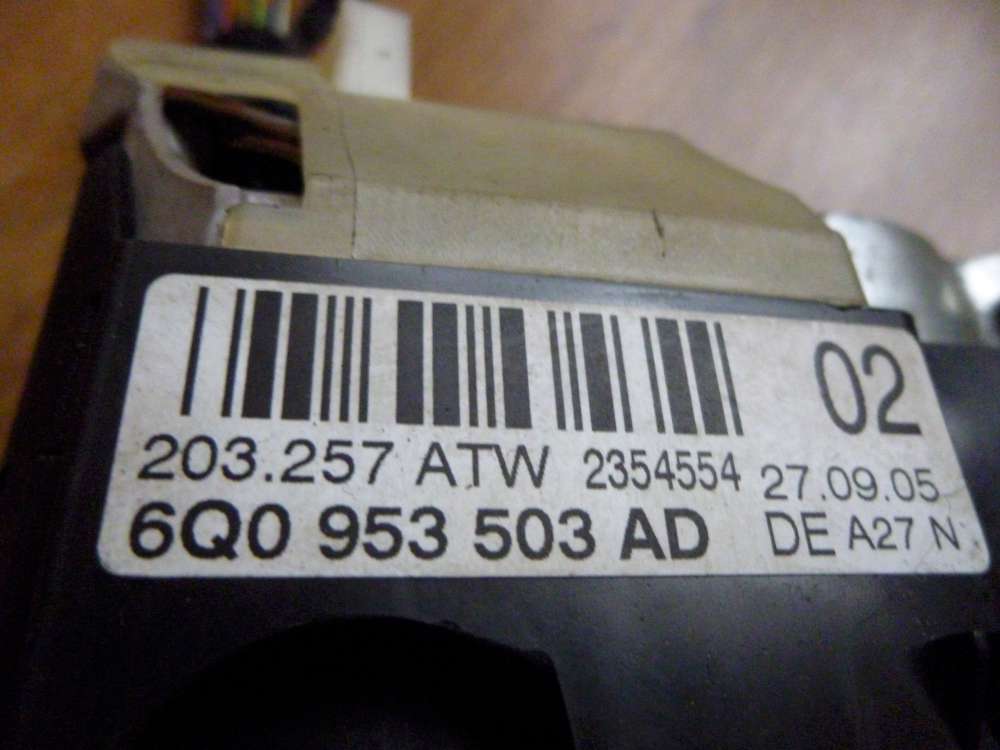 02
203.257 ATW 2354554 27.09.05
6Q0 953 503 AD DE A27 N